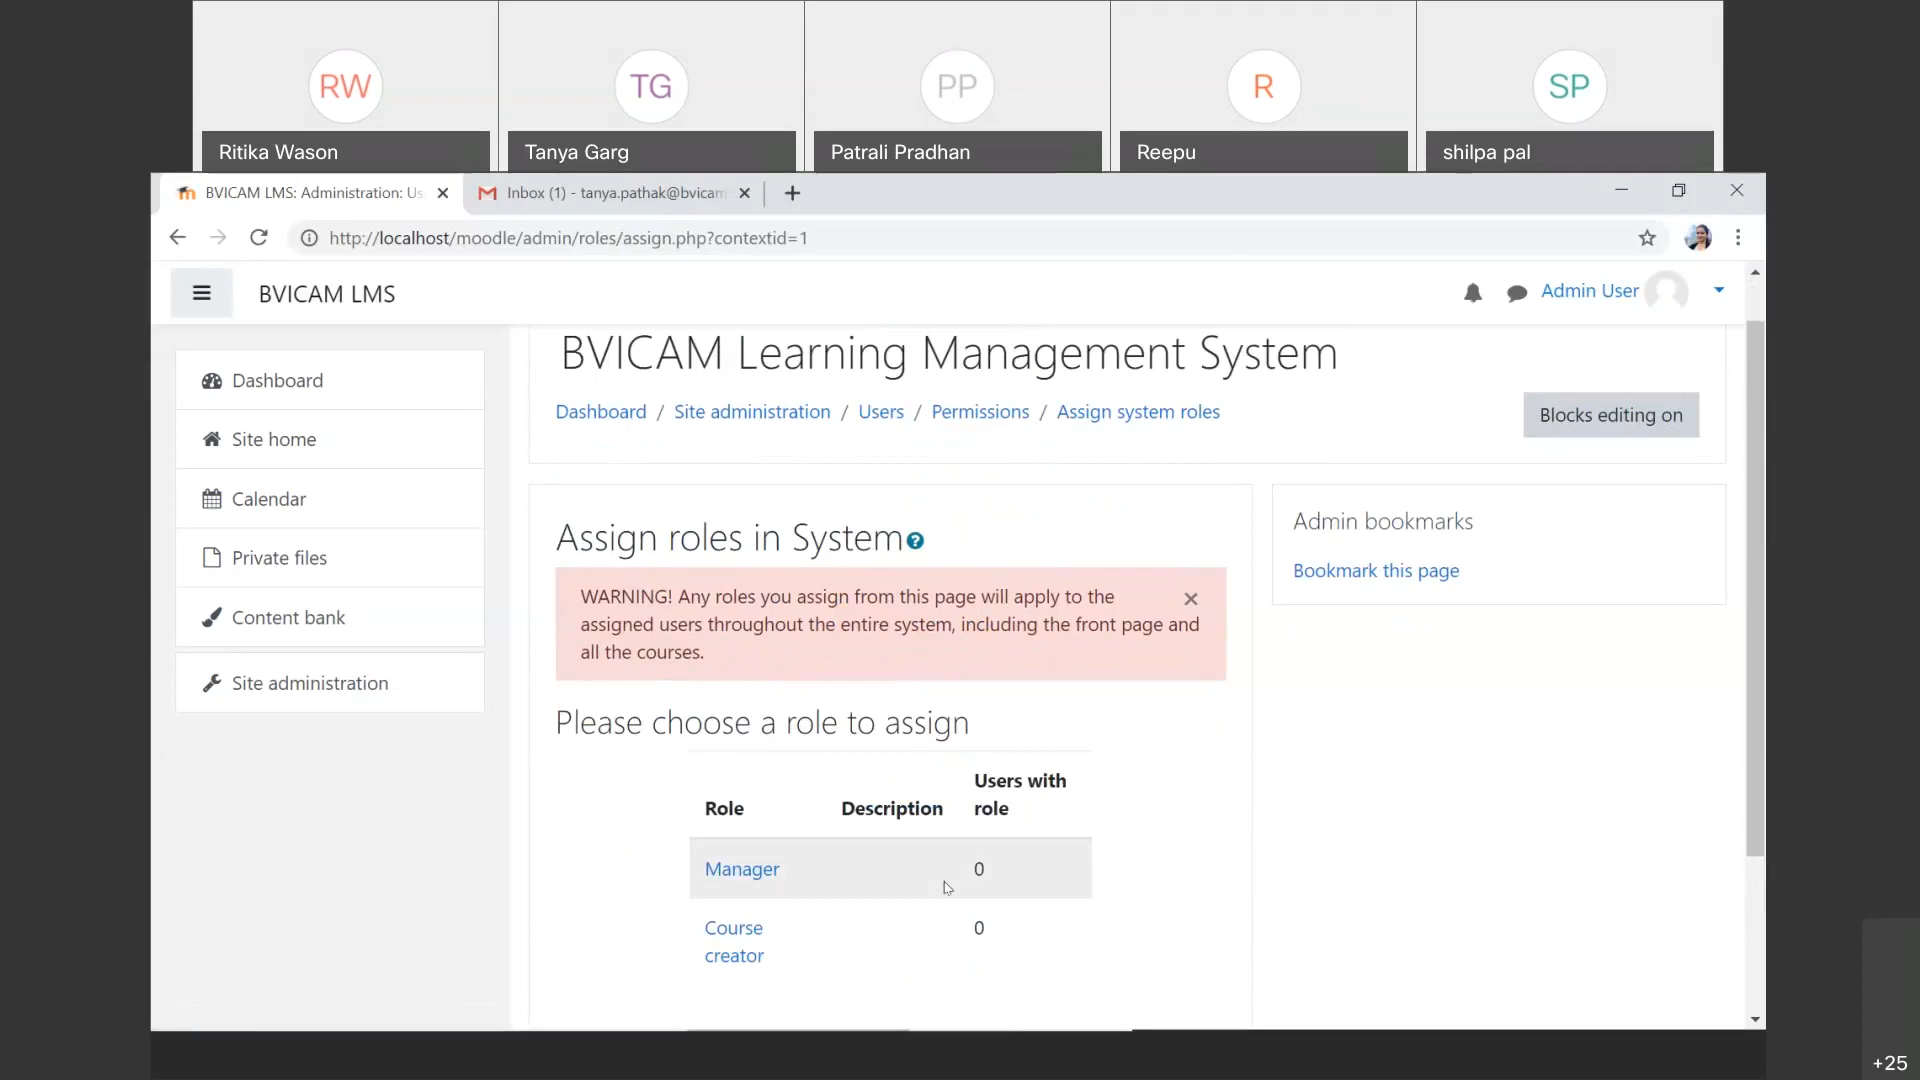 RW
TG
PP
R
SP
Ritika Wason
Tanya Garg
Patrali Pradhan
Reepu
shilpa pal
BVICAM LMS: Administration: Us
Inbox (1) - tanya.pathak@bvicam
http://localhost/moodle/admin/roles/assign.php?contextid=1
BVICAM LMS
Admin User
Dashboard
Site home
Calendar
Private files
Content bank
Site administration
BVICAM Learning Management System
Dashboard / Site administration / Users / Permissions / Assign system roles
Blocks editing on
Assign roles in System
WARNING! Any roles you assign from this page will apply to the
assigned users throughout the entire system, including the front page and
all the courses.
Please choose a role to assign
Role Description Users with
role
Manager 0
Course 0
creator
Admin bookmarks
Bookmark this page
+25